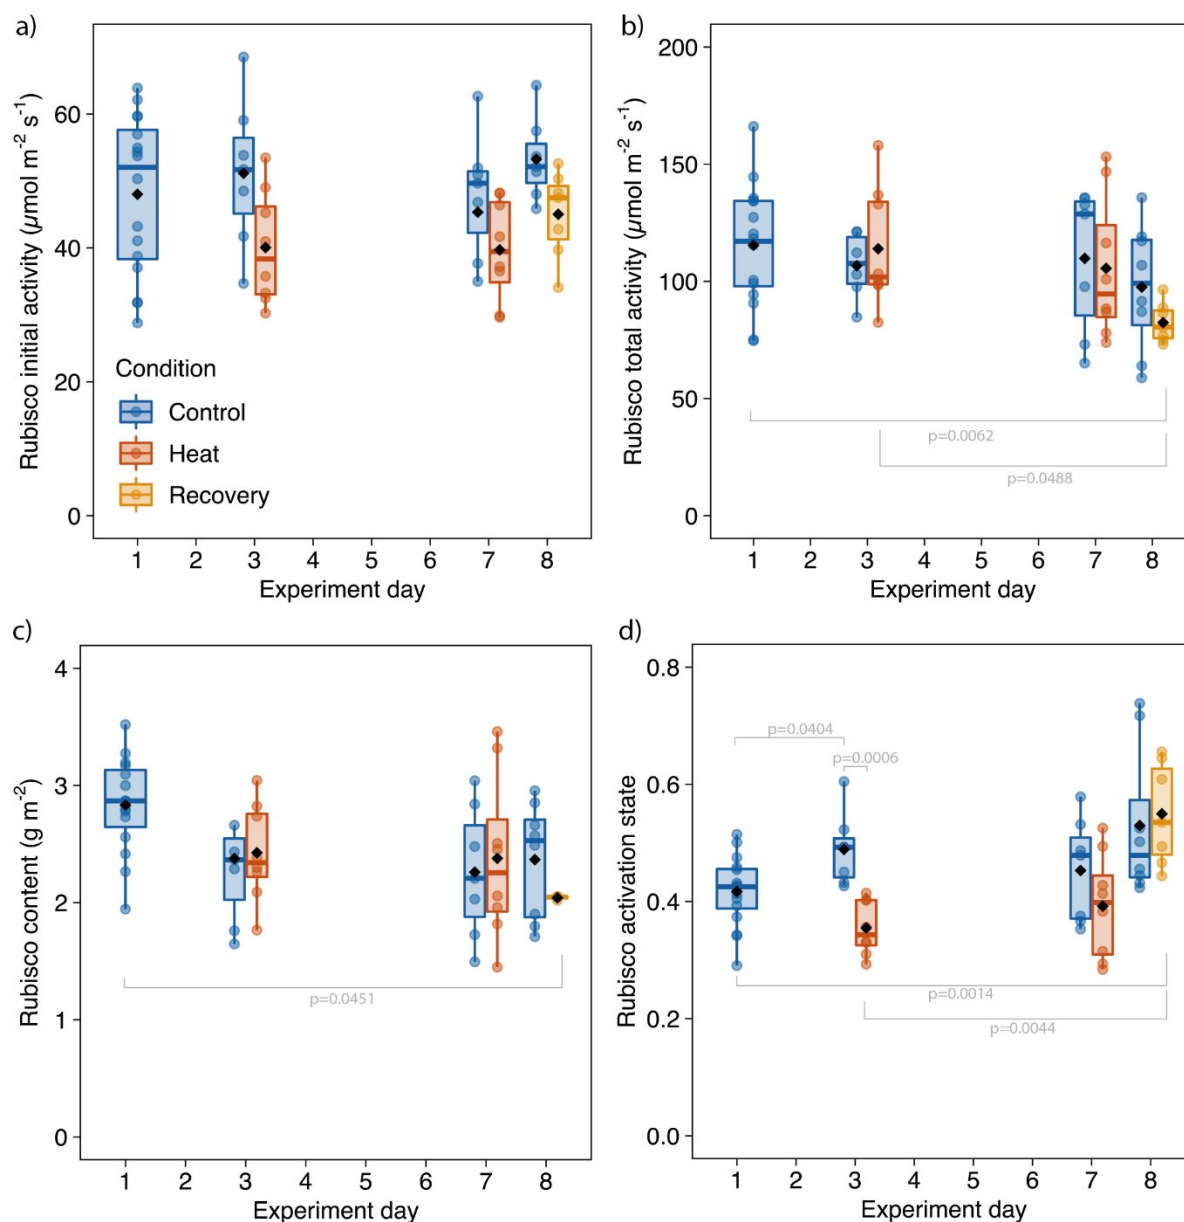 a)
Rubisco initial activity (µmol m⁻² s⁻¹)
60
40
20
0
Condition
Control
Heat
Recovery
1 2 3 4 5 6 7 8
Experiment day
b)
Rubisco total activity (µmol m⁻² s⁻¹)
200
150
100
50
0
p=0.0062
p=0.0488
1 2 3 4 5 6 7 8
Experiment day
c)
Rubisco content (g m⁻²)
4
3
2
1
0
p=0.0451
1 2 3 4 5 6 7 8
Experiment day
d)
Rubisco activation state
0.8
0.6
0.4
0.2
0.0
p=0.0404
p=0.0006
p=0.0014
p=0.0044
1 2 3 4 5 6 7 8
Experiment day